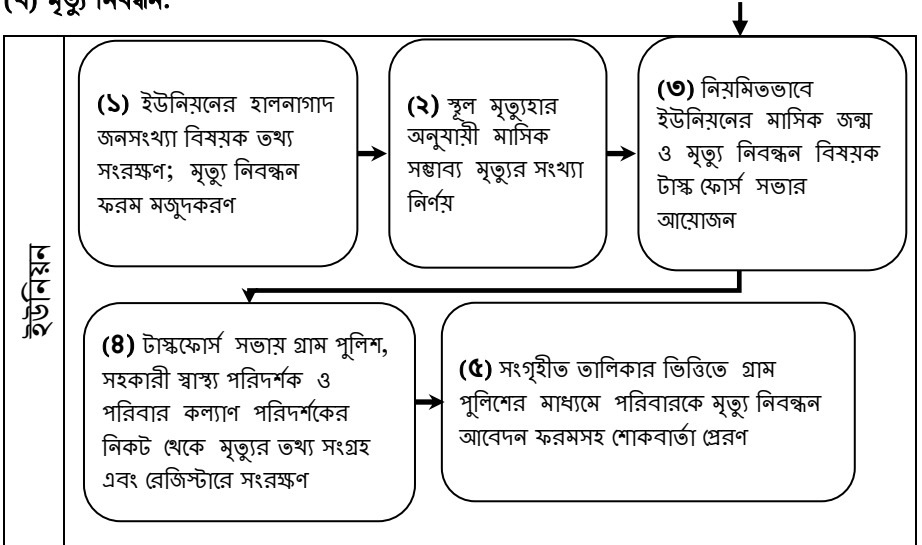 (খ) মৃত্যু নিবন্ধন:
(১) ইউনিয়নের হালনাগাদ
জনসংখ্যা বিষয়ক তথ্য
সংরক্ষণ; মৃত্যু নিবন্ধন
ফরম মজুদকরণ
(২) স্থূল মৃত্যুহার
অনুযায়ী মাসিক
সম্ভাব্য মৃত্যুর সংখ্যা
নির্ণয়
(৩) নিয়মিতভাবে
ইউনিয়নের মাসিক জন্ম
ও মৃত্যু নিবন্ধন বিষয়ক
টাস্ক ফোর্স সভার
আয়োজন
ইউনিয়ন
(৪) টাস্কফোর্স সভায় গ্রাম পুলিশ,
সহকারী স্বাস্থ্য পরিদর্শক ও
পরিবার কল্যাণ পরিদর্শকের
নিকট থেকে মৃত্যুর তথ্য সংগ্রহ
এবং রেজিস্টারে সংরক্ষণ
(৫) সংগৃহীত তালিকার ভিত্তিতে গ্রাম
পুলিশের মাধ্যমে পরিবারকে মৃত্যু নিবন্ধন
আবেদন ফরমসহ শোকবার্তা প্রেরণ